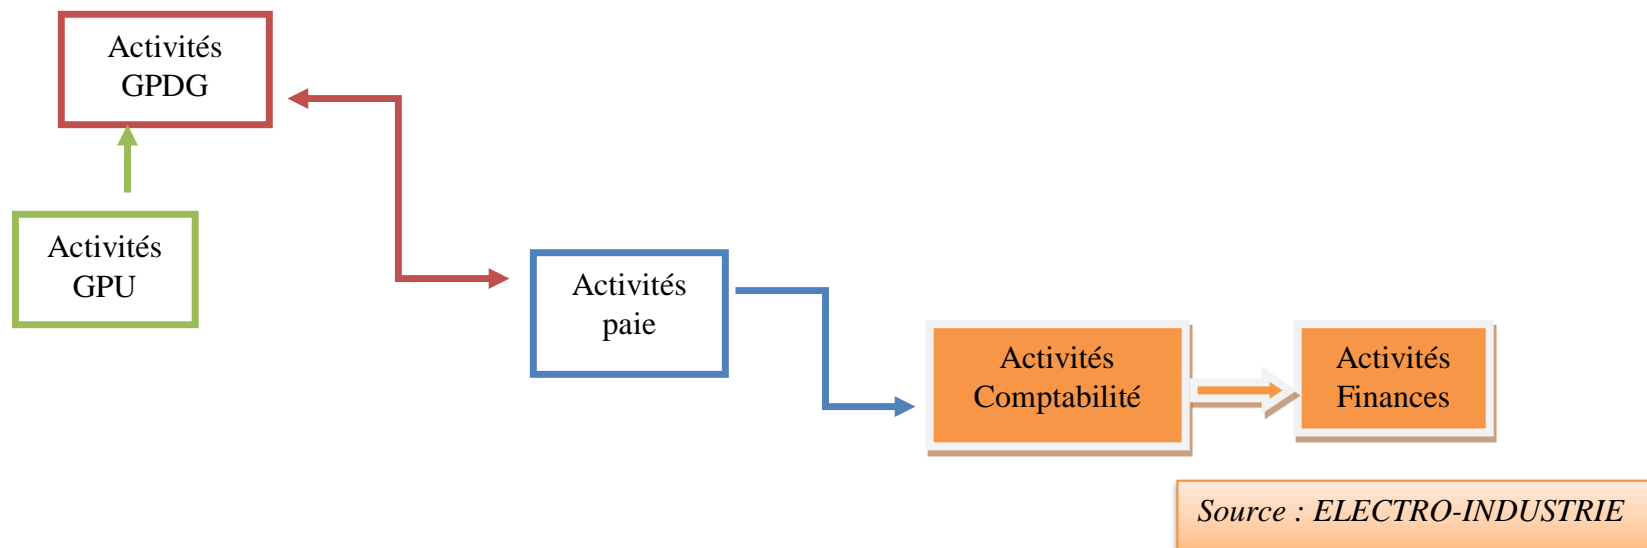 Activités
GPDG
Activités
GPU
Activités
paie
Activités
Comptabilité
Activités
Finances
Source : ELECTRO-INDUSTRIE